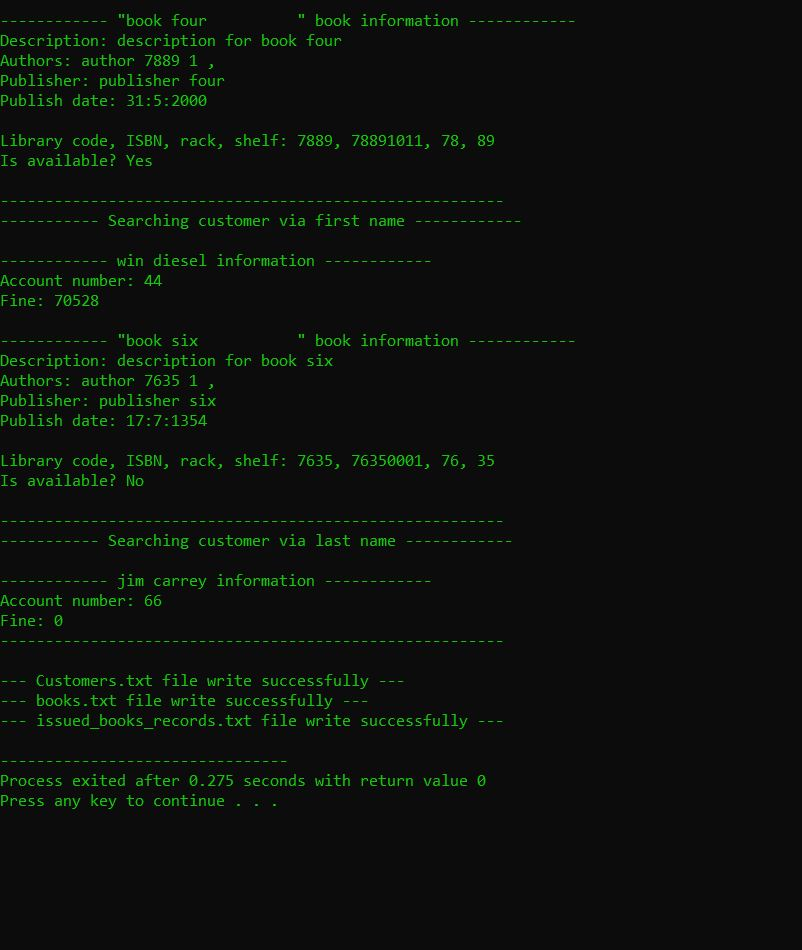 ------------ "book four          " book information ------------
Description: description for book four
Authors: author 7889 1 ,
Publisher: publisher four
Publish date: 31:5:2000
Library code, ISBN, rack, shelf: 7889, 78891011, 78, 89
Is available? Yes
--------------------------------------------------------
----------- Searching customer via first name ------------
------------ win diesel information ------------
Account number: 44
Fine: 70528
------------ "book six           " book information ------------
Description: description for book six
Authors: author 7635 1 ,
Publisher: publisher six
Publish date: 17:7:1354
Library code, ISBN, rack, shelf: 7635, 76350001, 76, 35
Is available? No
--------------------------------------------------------
----------- Searching customer via last name ------------
------------ jim carrey information ------------
Account number: 66
Fine: 0
--------------------------------------------------------
--- Customers.txt file write successfully ---
--- books.txt file write successfully ---
--- issued_books_records.txt file write successfully ---
--------------------------------
Process exited after 0.275 seconds with return value 0
Press any key to continue . . .